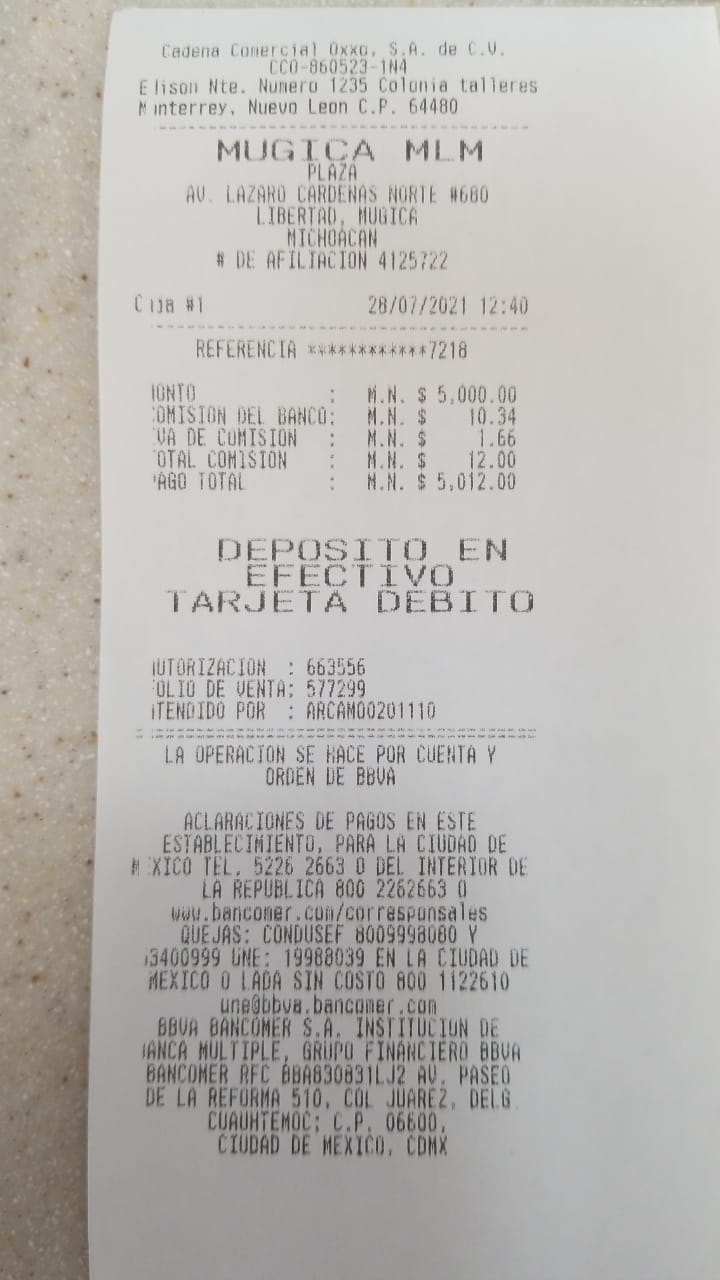 Cadena Comercial Oxxo, S.A. de C.V.
CCO-860523-1N4
Edison Nte. Numero 1235 Colonia talleres
Monterrey, Nuevo Leon C.P. 64480
MUGICA MLM
PLAZA
AV. LAZARO CARDENAS NORTE #680
LIBERTAD, MUGICA
MICHOACAN
# DE AFILIACION 4125722
Caja #1 28/07/2021 12:40
REFERENCIA ************7218
MONTO : M.N. $ 5,000.00
COMISION DEL BANCO: M.N. $ 10.34
IVA DE COMISION : M.N. $ 1.66
TOTAL COMISION : M.N. $ 12.00
PAGO TOTAL : M.N. $ 5,012.00
DEPOSITO EN
EFECTIVO
TARJETA DEBITO
AUTORIZACION : 663556
FOLIO DE VENTA: 577299
ATENDIDO POR : ARCAM00201110
LA OPERACION SE HACE POR CUENTA Y
ORDEN DE BBVA
ACLARACIONES DE PAGOS EN ESTE
ESTABLECIMIENTO, PARA LA CIUDAD DE
MEXICO TEL. 5226 2663 O DEL INTERIOR DE
LA REPUBLICA 800 2262663 O
www.bancomer.com/corresponsales
QUEJAS: CONDUSEF 8009998080 Y
53400999 UNE: 19988039 EN LA CIUDAD DE
MEXICO O LADA SIN COSTO 800 1122610
une@bbva.bancomer.com
BBVA BANCOMER S.A. INSTITUCION DE
BANCA MULTIPLE, GRUPO FINANCIERO BBVA
BANCOMER RFC BBA830831LJ2 AV. PASEO
DE LA REFORMA 510, COL JUAREZ, DELG
CUAUHTEMOC; C.P. 06600,
CIUDAD DE MEXICO, CDMX